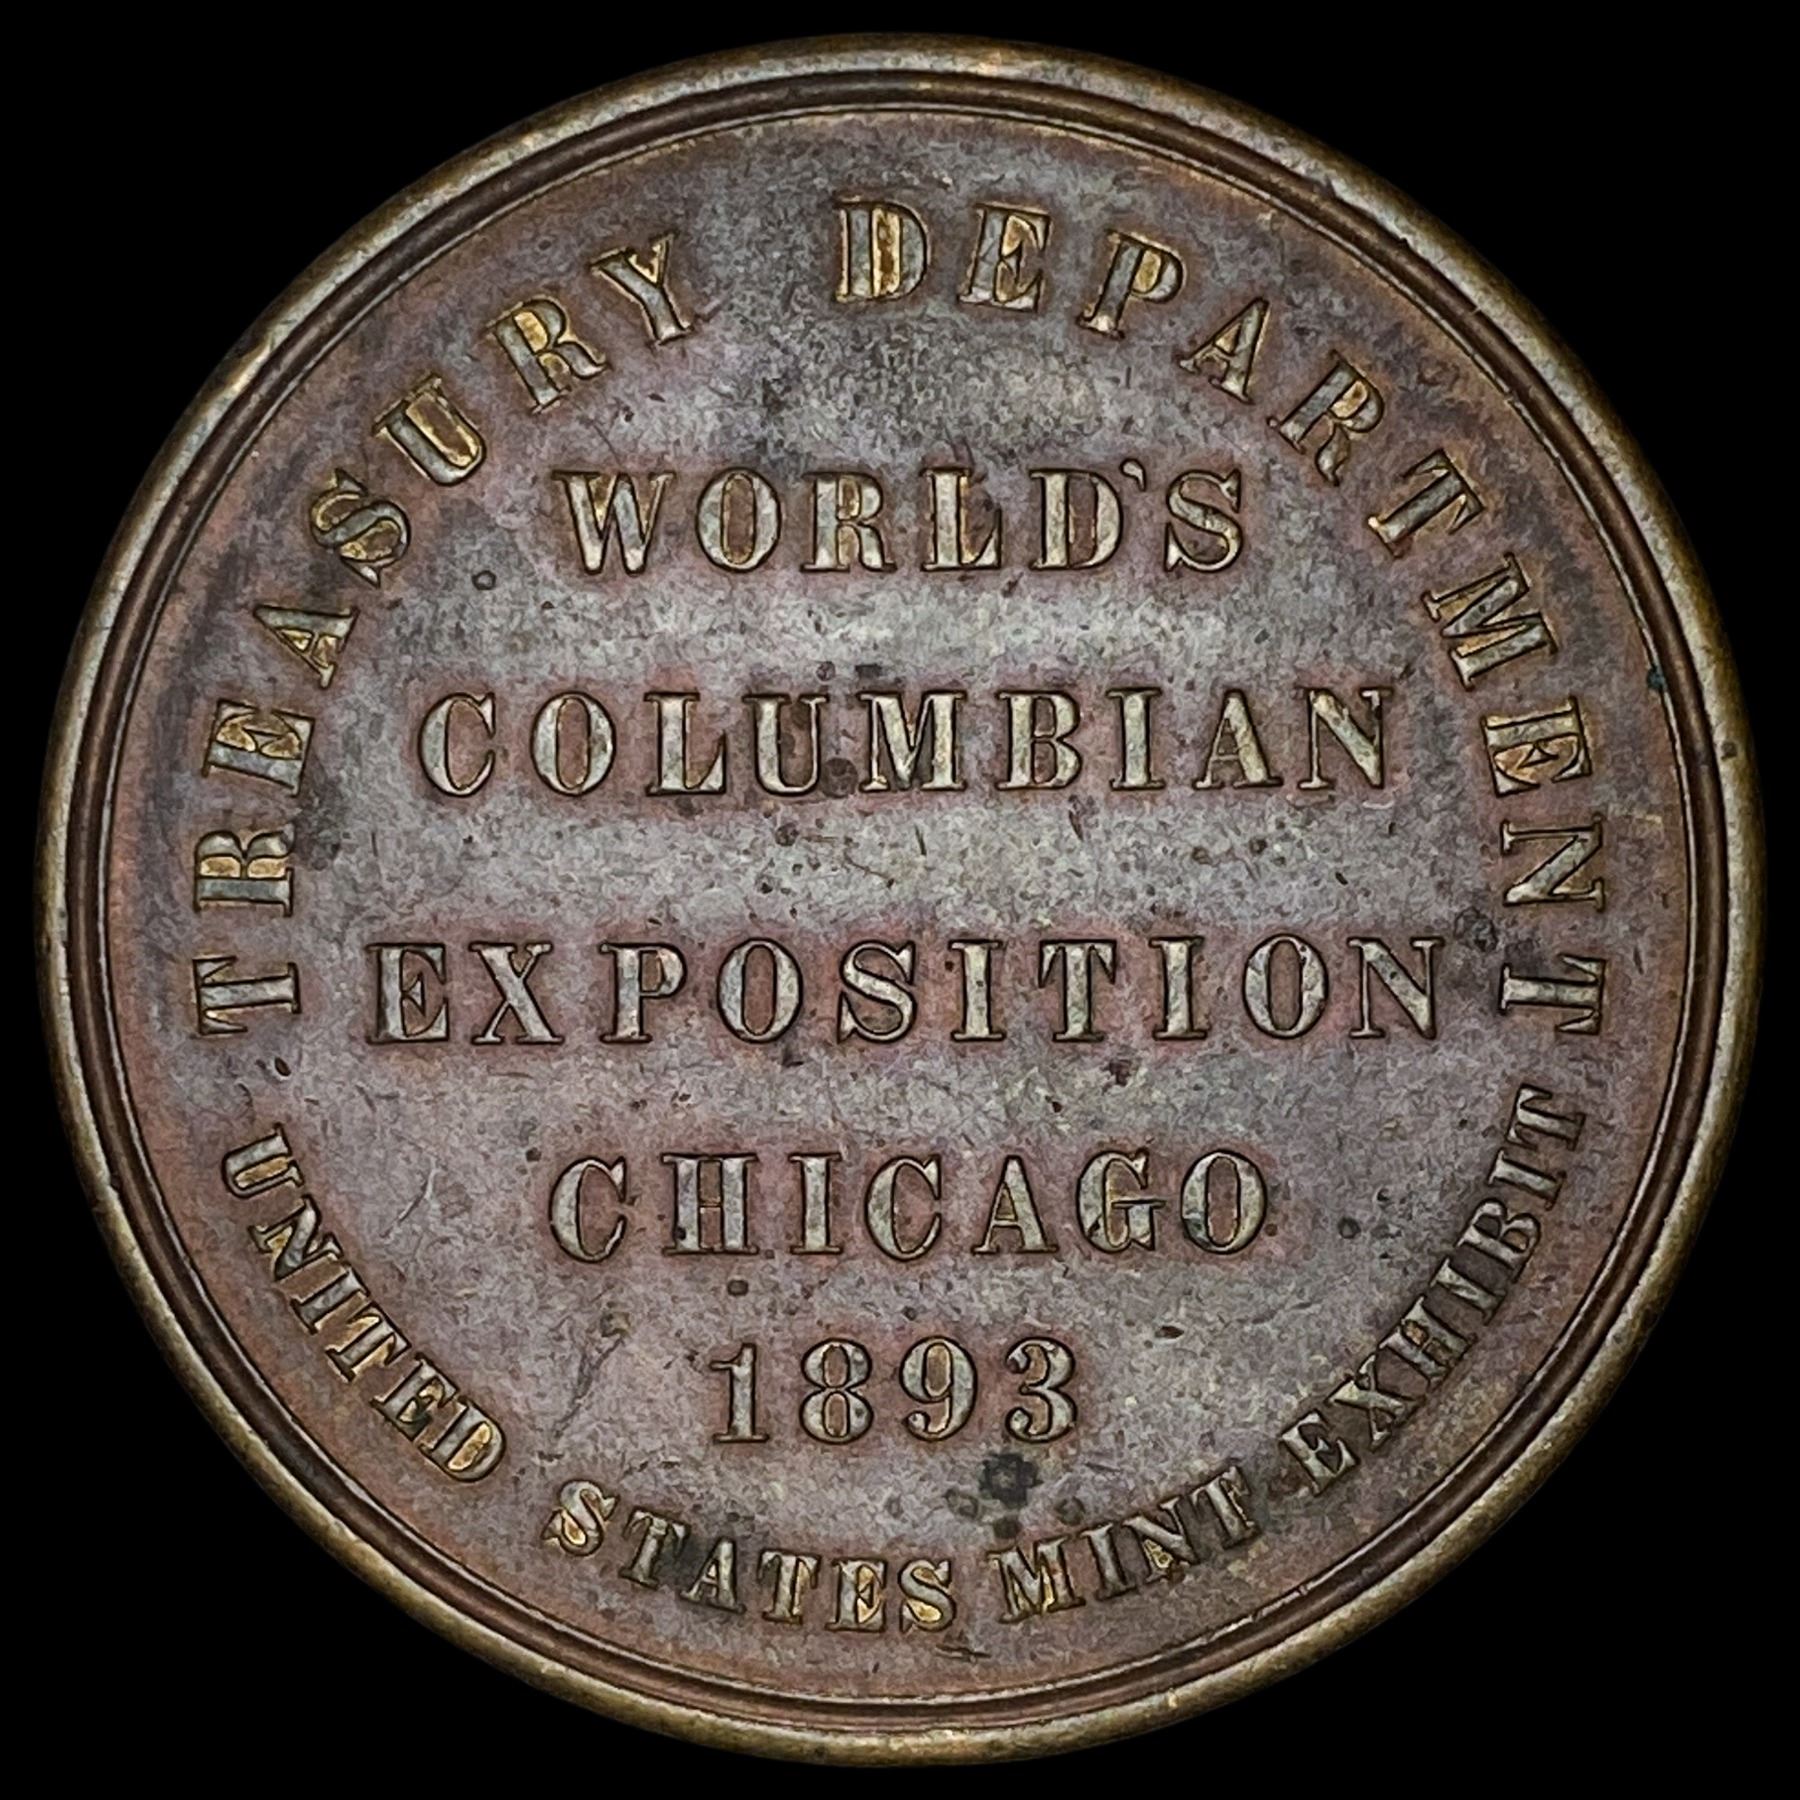 TREASURY DEPARTMENT
WORLD'S
COLUMBIAN
EXPOSITION
CHICAGO
1893
UNITED STATES MINT EXHIBIT